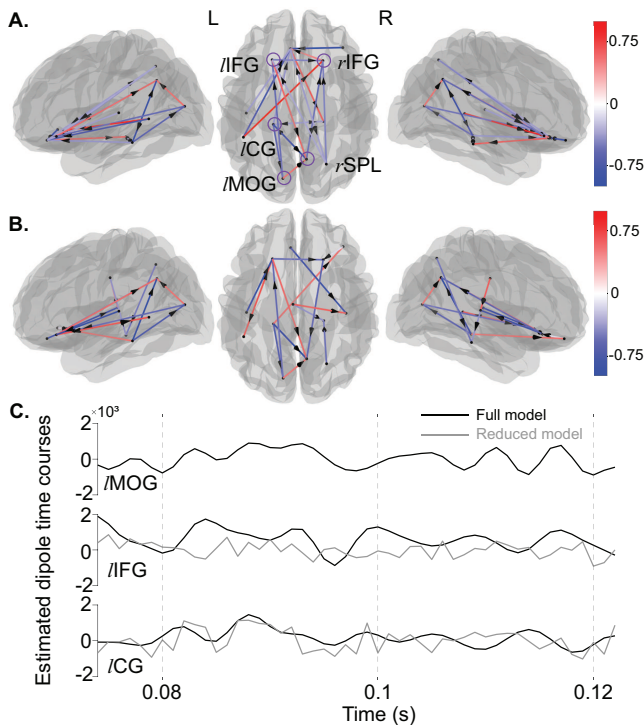 A.
L
R
lIFG
rIFG
lCG
lMOG
rSPL
0.75
0
-0.75
B.
0.75
0
-0.75
C.
×10³
Full model
Reduced model
Estimated dipole time courses
2
0
-2
lMOG
2
0
-2
lIFG
2
0
-2
lCG
0.08
0.1
0.12
Time (s)